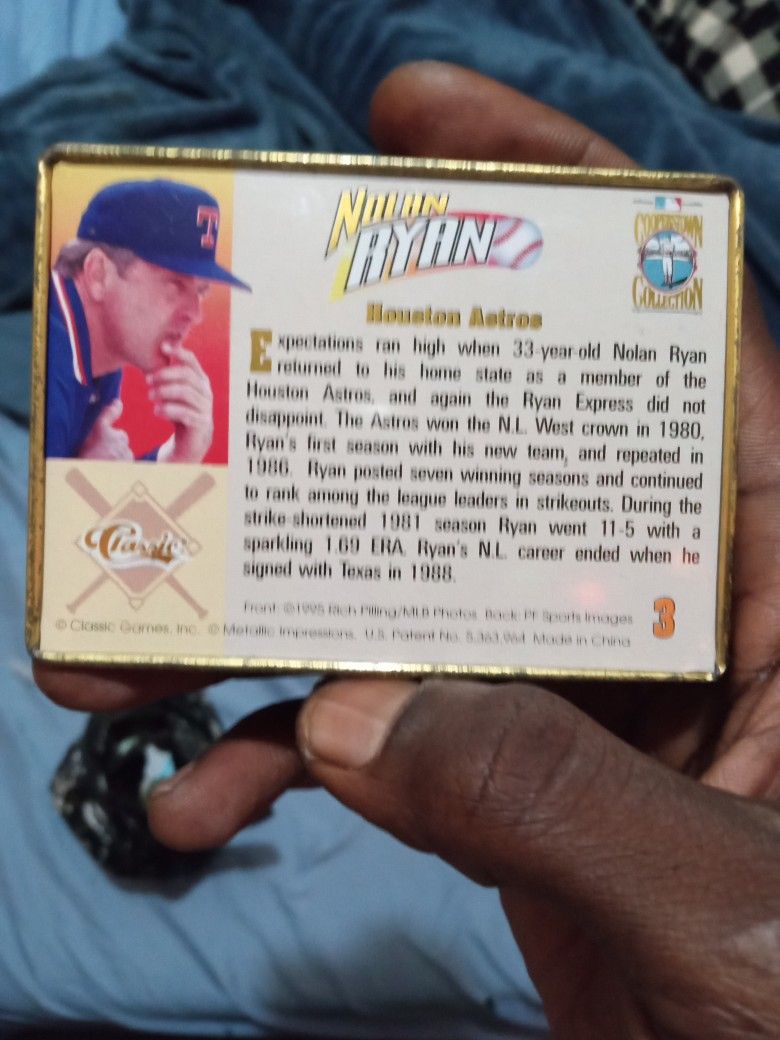 T
NOLAN
RYAN
COOPERSTOWN
COLLECTION
Houston Astros
Expectations ran high when 33-year-old Nolan Ryan
returned to his home state as a member of the
Houston Astros, and again the Ryan Express did not
disappoint. The Astros won the N.L. West crown in 1980,
Ryan's first season with his new team, and repeated in
1986. Ryan posted seven winning seasons and continued
to rank among the league leaders in strikeouts. During the
strike-shortened 1981 season Ryan went 11-5 with a
sparkling 1.69 ERA. Ryan's N.L. career ended when he
signed with Texas in 1988.
Classic
Front: ©1995 Rich Pilling/MLB Photos Back: PF Sports Images
© Classic Games, Inc. © Metallic Impressions. U.S. Patent No. 5,363,964 Made in China
3